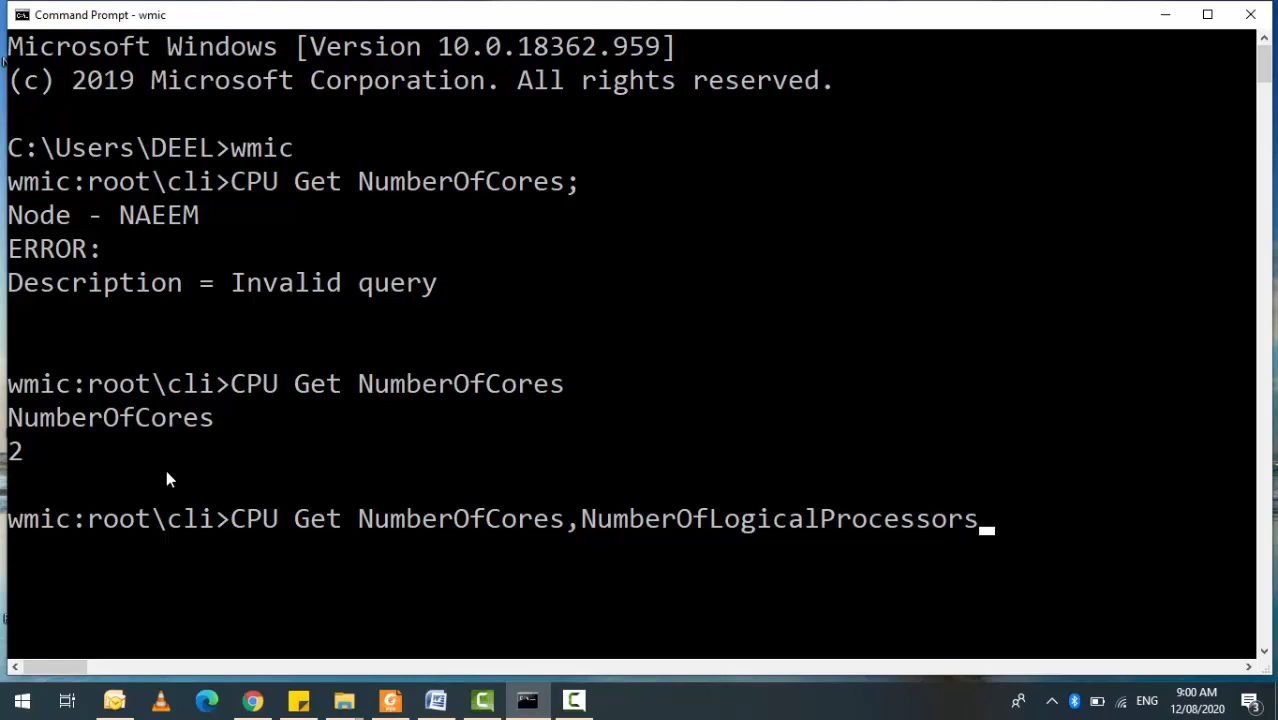 Command Prompt - wmic
Microsoft Windows [Version 10.0.18362.959]
(c) 2019 Microsoft Corporation. All rights reserved.
C:\Users\DEEL>wmic
wmic:root\cli>CPU Get NumberOfCores;
Node - NAEEM
ERROR:
Description = Invalid query
wmic:root\cli>CPU Get NumberOfCores
NumberOfCores
2
wmic:root\cli>CPU Get NumberOfCores,NumberOfLogicalProcessors
ENG
9:00 AM
12/08/2020
3